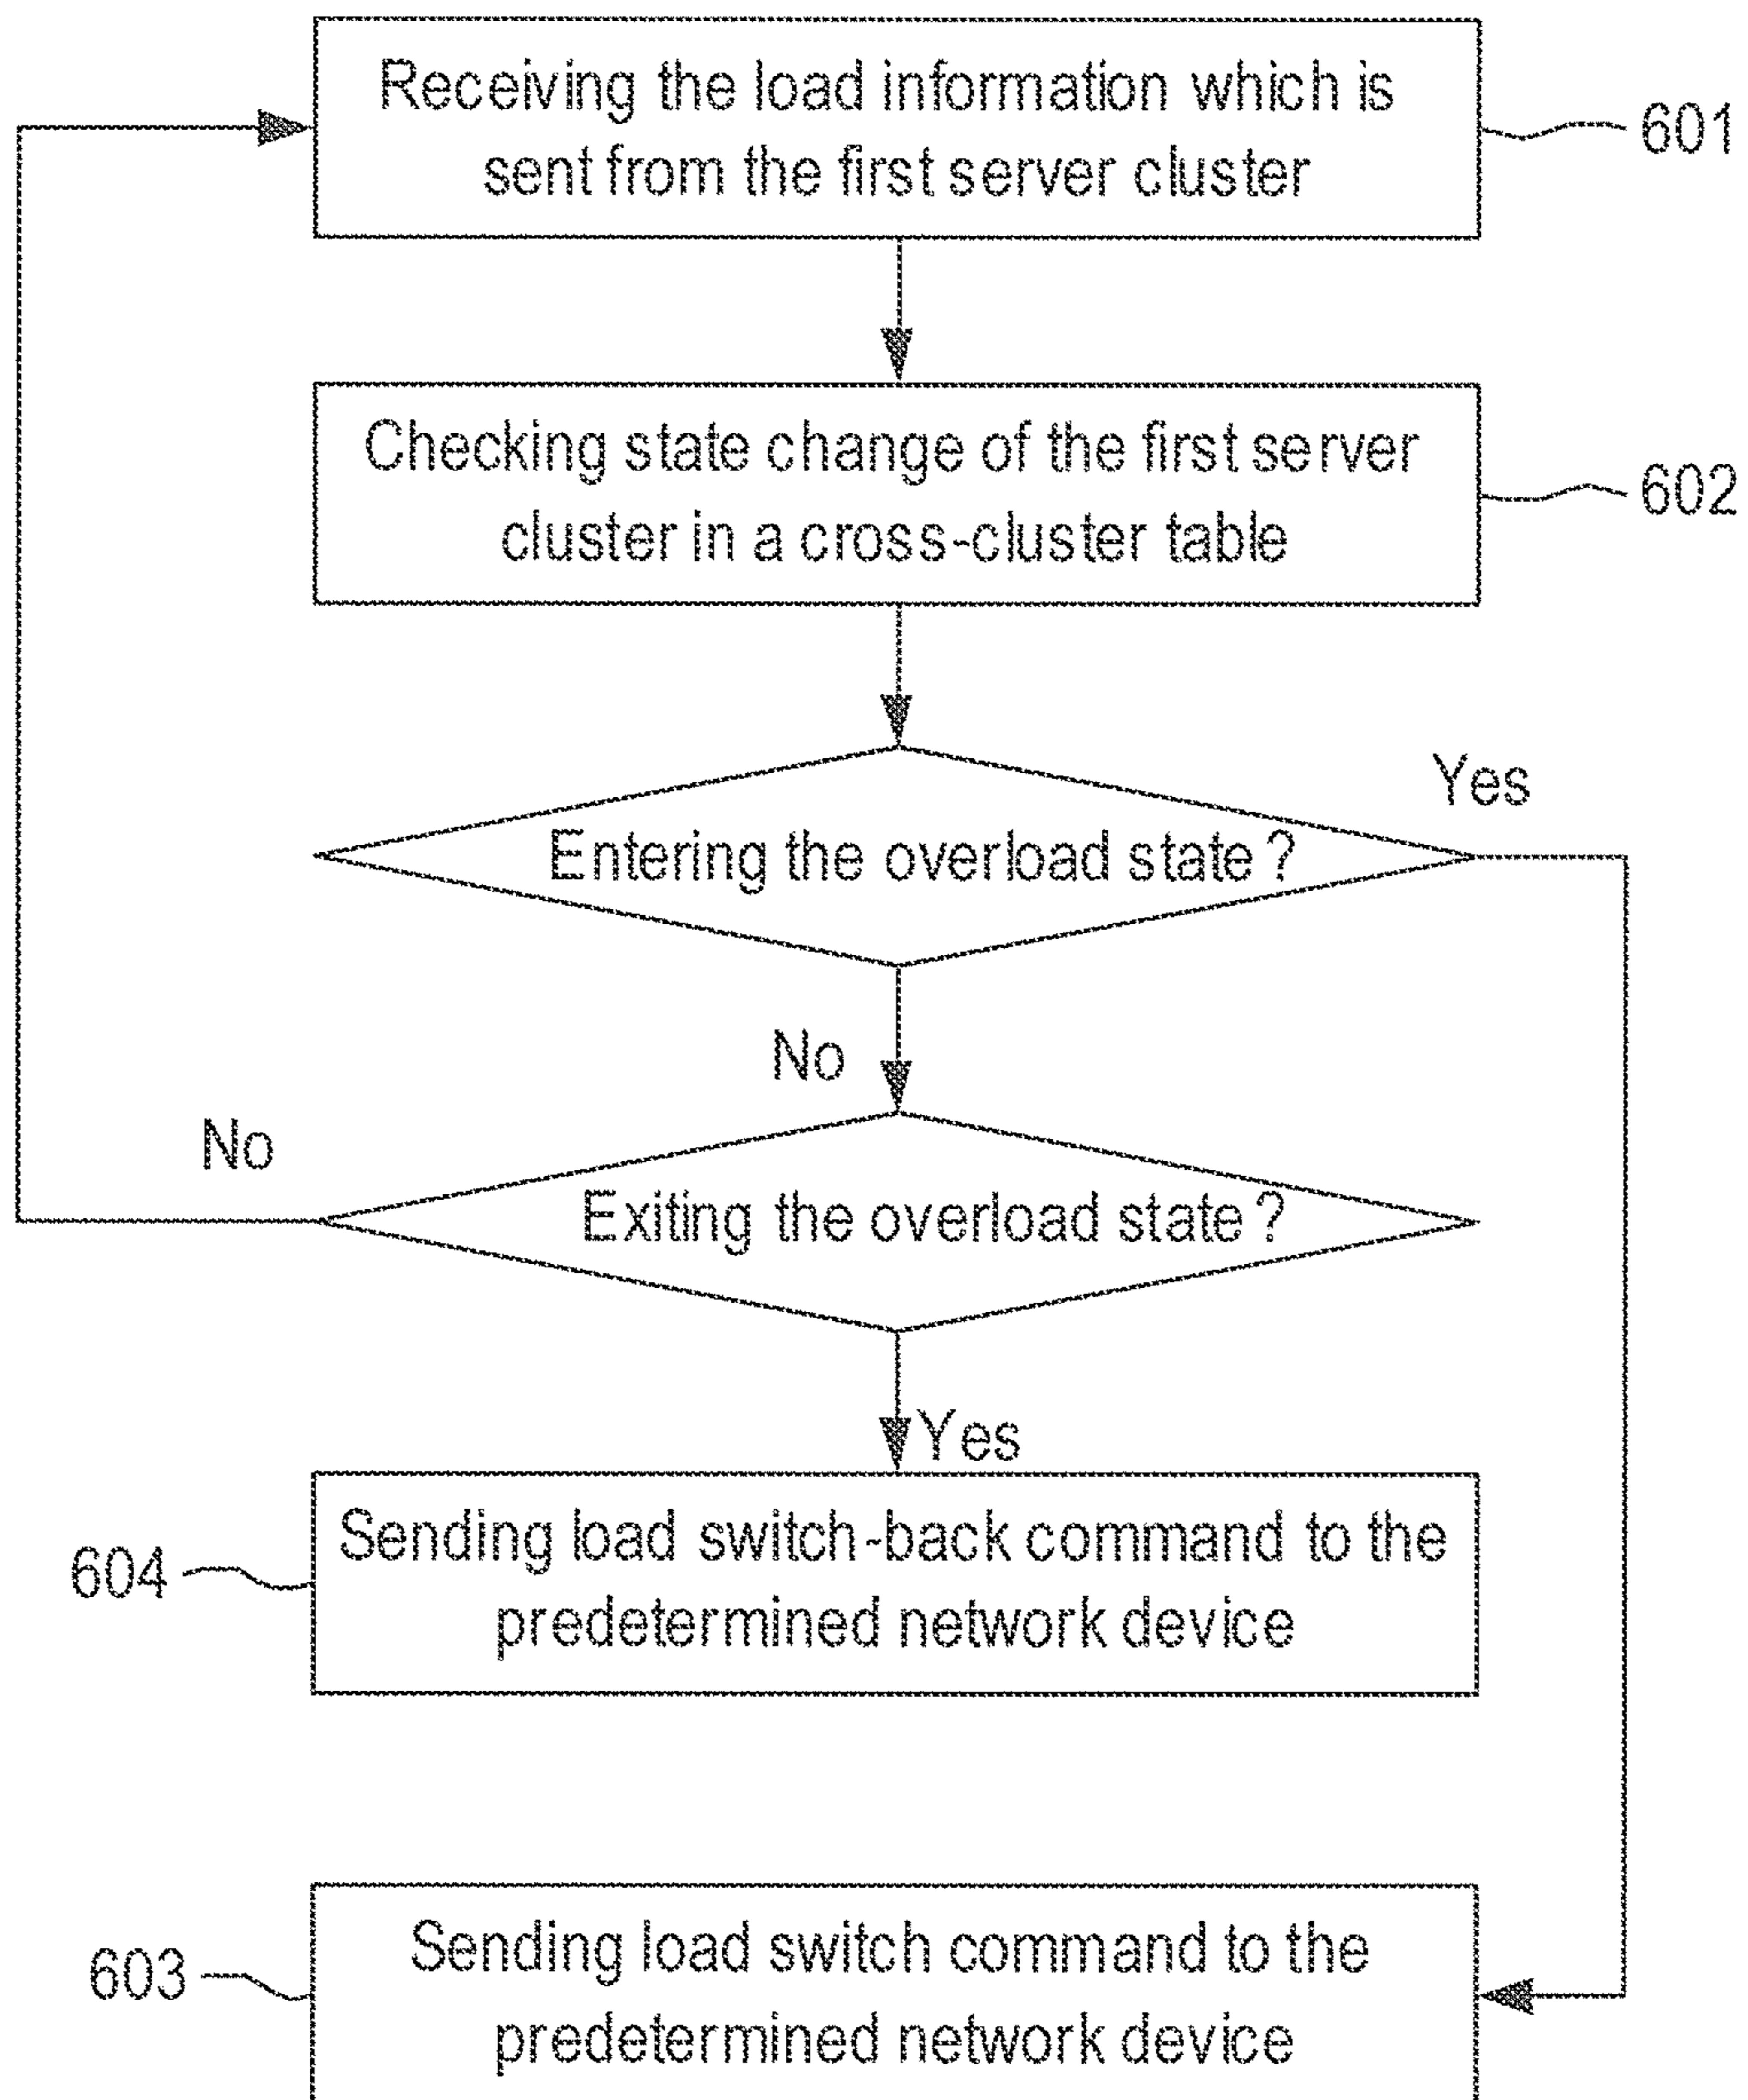 Receiving the load information which is
sent from the first server cluster
601
Checking state change of the first server
cluster in a cross-cluster table
602
Yes
Entering the overload state ?
No
No
Exiting the overload state ?
Yes
Sending load switch-back command to the
predetermined network device
604
Sending load switch command to the
predetermined network device
603